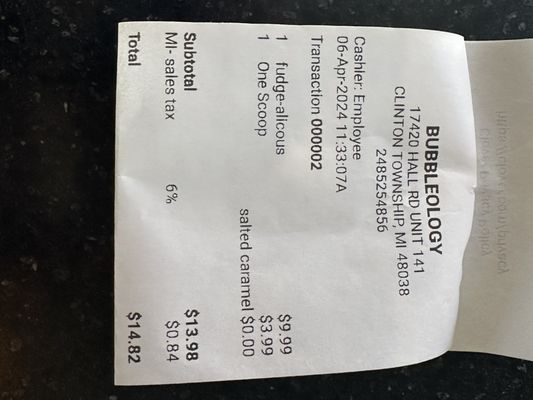 BUBBLEOLOGY
17420 HALL RD UNIT 141
CLINTON TOWNSHIP, MI 48038
2485254856
Cashier: Employee
06-Apr-2024 11:33:07A
Transaction 000002
1 fudge-alicous $9.99
1 One Scoop $3.99
salted caramel $0.00
Subtotal $13.98
MI- sales tax 6% $0.84
Total $14.82